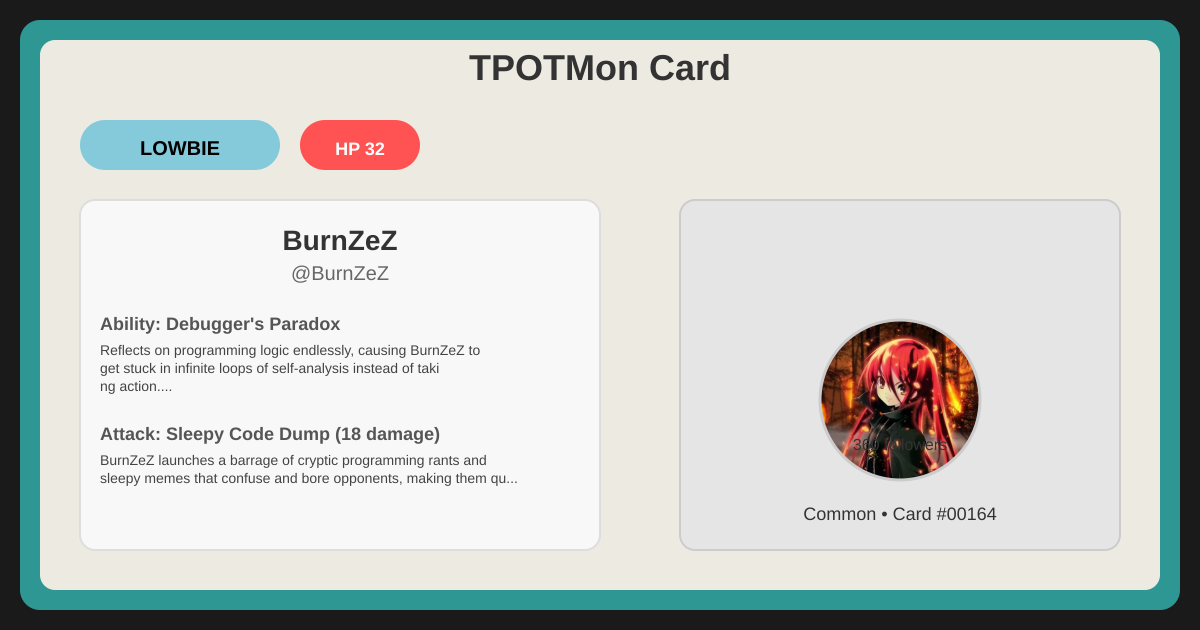 TPOTMon Card
LOWBIE
HP 32
BurnZeZ
@BurnZeZ
Ability: Debugger's Paradox
Reflects on programming logic endlessly, causing BurnZeZ to
get stuck in infinite loops of self-analysis instead of taki
ng action....
Attack: Sleepy Code Dump (18 damage)
BurnZeZ launches a barrage of cryptic programming rants and
sleepy memes that confuse and bore opponents, making them qu...
followers
Common • Card #00164